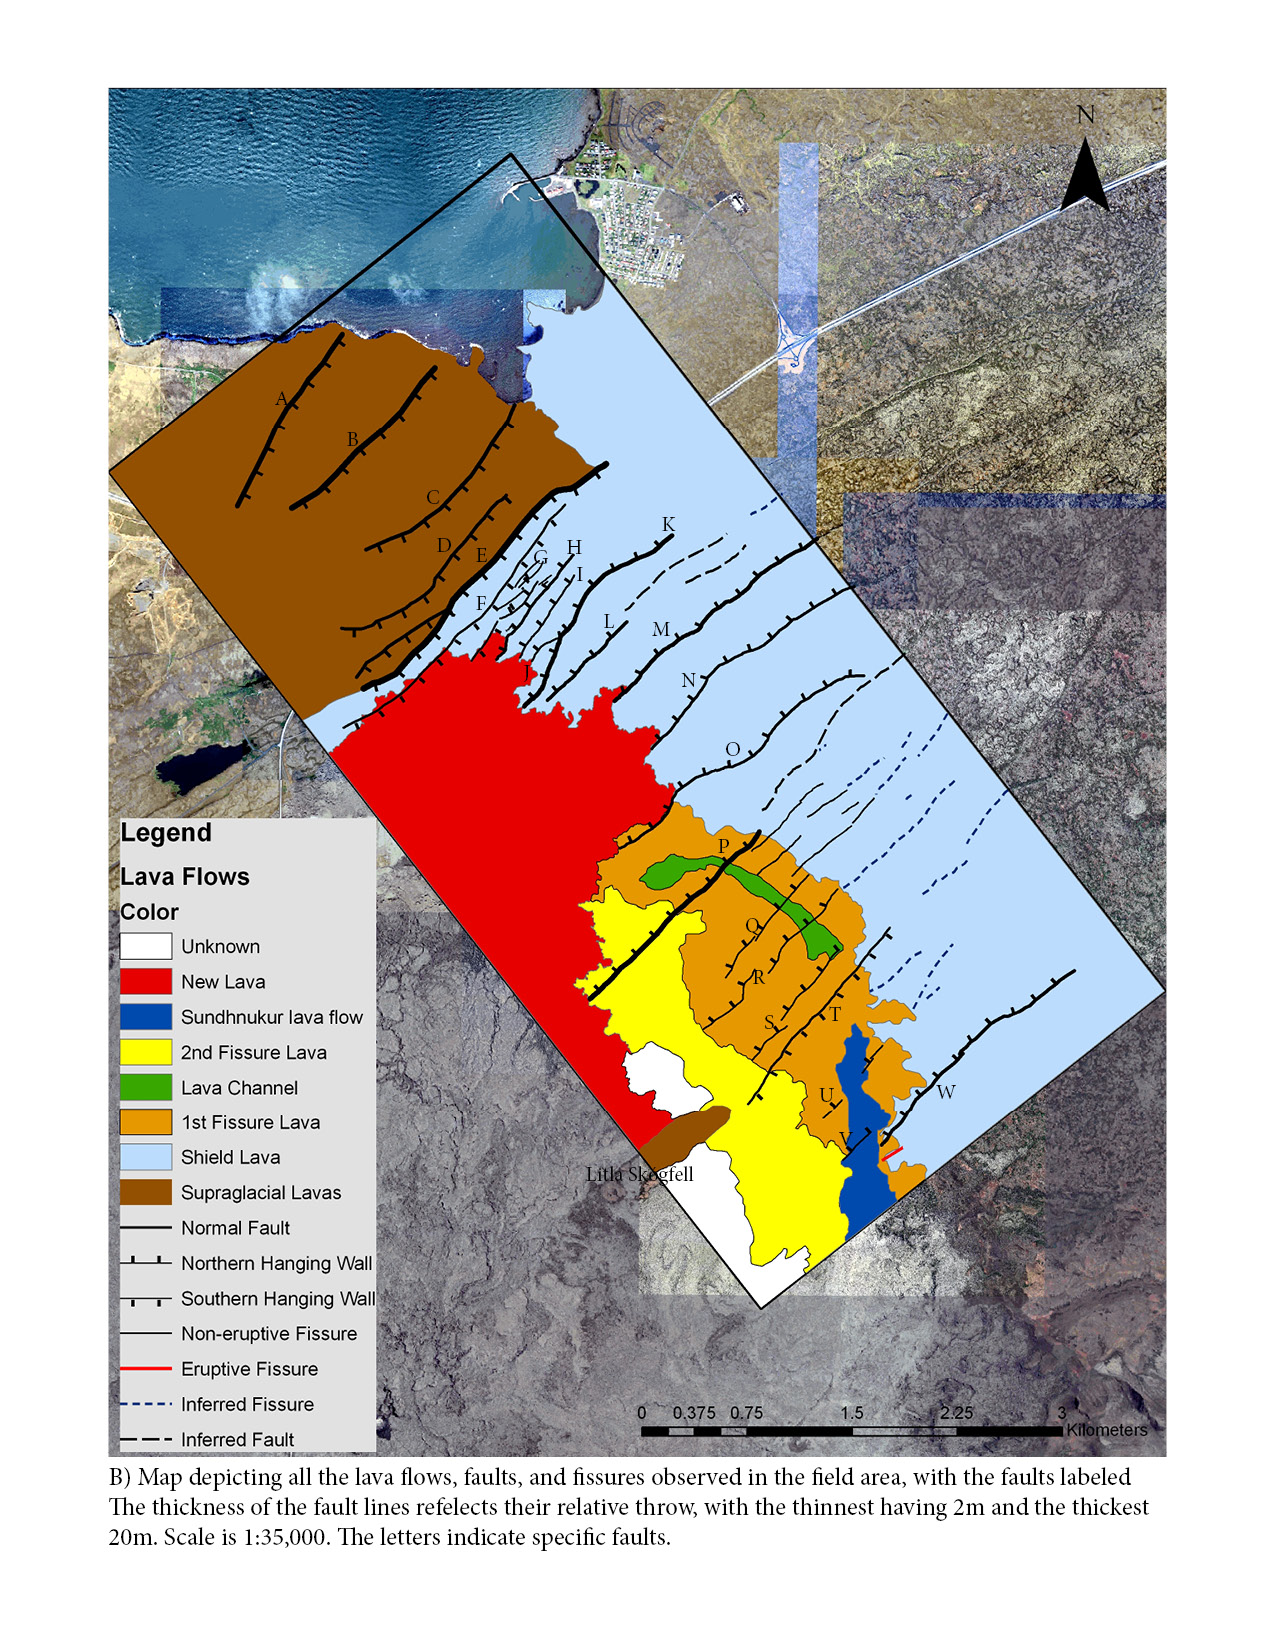 N
A
B
C
D
E
F
G
H
I
J
K
L
M
N
O
P
Q
R
S
T
U
V
W
Litla Skógfell
Legend
Lava Flows
Color
Unknown
New Lava
Sundhnukur lava flow
2nd Fissure Lava
Lava Channel
1st Fissure Lava
Shield Lava
Supraglacial Lavas
Normal Fault
Northern Hanging Wall
Southern Hanging Wall
Non-eruptive Fissure
Eruptive Fissure
Inferred Fissure
Inferred Fault
0 0.375 0.75 1.5 2.25 3
Kilometers
B) Map depicting all the lava flows, faults, and fissures observed in the field area, with the faults labeled
The thickness of the fault lines refelects their relative throw, with the thinnest having 2m and the thickest
20m. Scale is 1:35,000. The letters indicate specific faults.